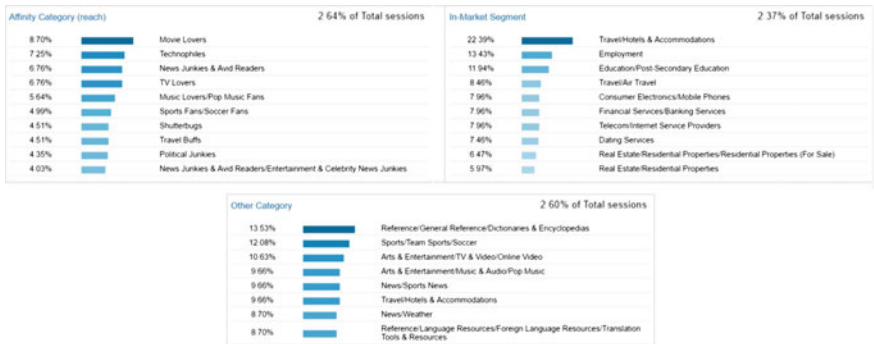 Affinity Category (reach) 2.64% of Total sessions
8.70% Movie Lovers
7.25% Technophiles
6.76% News Junkies & Avid Readers
6.76% TV Lovers
5.64% Music Lovers/Pop Music Fans
4.99% Sports Fans/Soccer Fans
4.51% Shutterbugs
4.51% Travel Buffs
4.35% Political Junkies
4.03% News Junkies & Avid Readers/Entertainment & Celebrity News Junkies
In-Market Segment 2.37% of Total sessions
22.39% Travel/Hotels & Accommodations
13.43% Employment
11.94% Education/Post-Secondary Education
8.46% Travel/Air Travel
7.96% Consumer Electronics/Mobile Phones
7.96% Financial Services/Banking Services
7.96% Telecom/Internet Service Providers
7.46% Dating Services
6.47% Real Estate/Residential Properties/Residential Properties (For Sale)
5.97% Real Estate/Residential Properties
Other Category 2.60% of Total sessions
13.53% Reference/General Reference/Dictionaries & Encyclopedias
12.08% Sports/Team Sports/Soccer
10.63% Arts & Entertainment/TV & Video/Online Video
9.66% Arts & Entertainment/Music & Audio/Pop Music
9.66% News/Sports News
9.66% Travel/Hotels & Accommodations
8.70% News/Weather
8.70% Reference/Language Resources/Foreign Language Resources/Translation
Tools & Resources